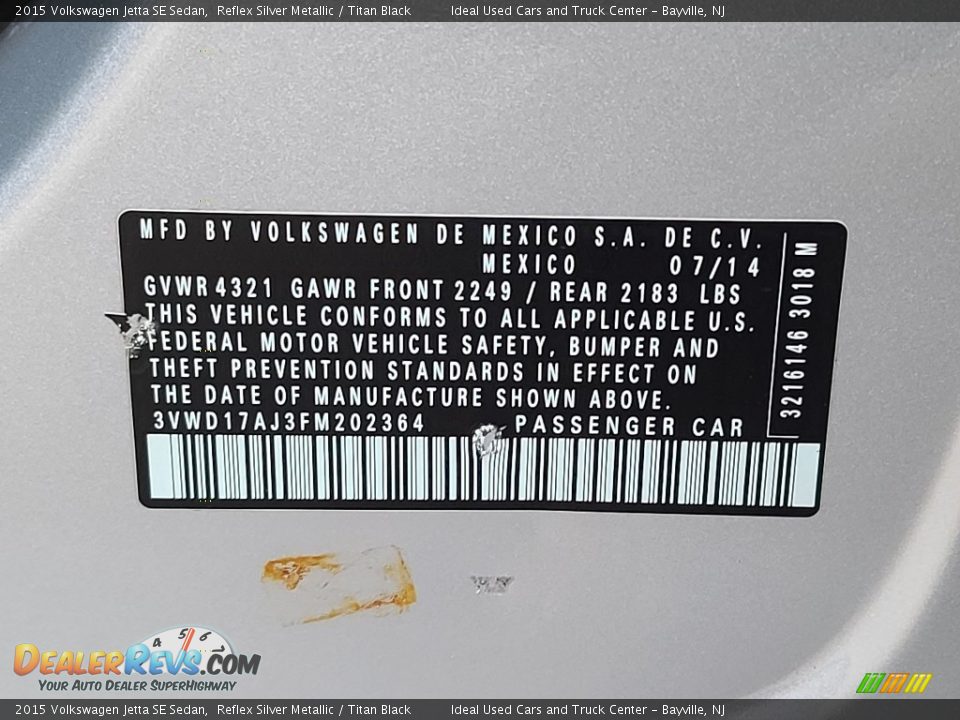 2015 Volkswagen Jetta SE Sedan, Reflex Silver Metallic / Titan Black Ideal Used Cars and Truck Center – Bayville, NJ
MFD BY VOLKSWAGEN DE MEXICO S.A. DE C.V.
MEXICO 07/14
GVWR 4321 GAWR FRONT 2249 / REAR 2183 LBS
THIS VEHICLE CONFORMS TO ALL APPLICABLE U.S.
FEDERAL MOTOR VEHICLE SAFETY, BUMPER AND
THEFT PREVENTION STANDARDS IN EFFECT ON
THE DATE OF MANUFACTURE SHOWN ABOVE.
3VWD17AJ3FM202364 PASSENGER CAR
3216146 3018 M
4 5 6
DEALERREVS.COM
YOUR AUTO DEALER SUPERHIGHWAY
2015 Volkswagen Jetta SE Sedan, Reflex Silver Metallic / Titan Black Ideal Used Cars and Truck Center – Bayville, NJ